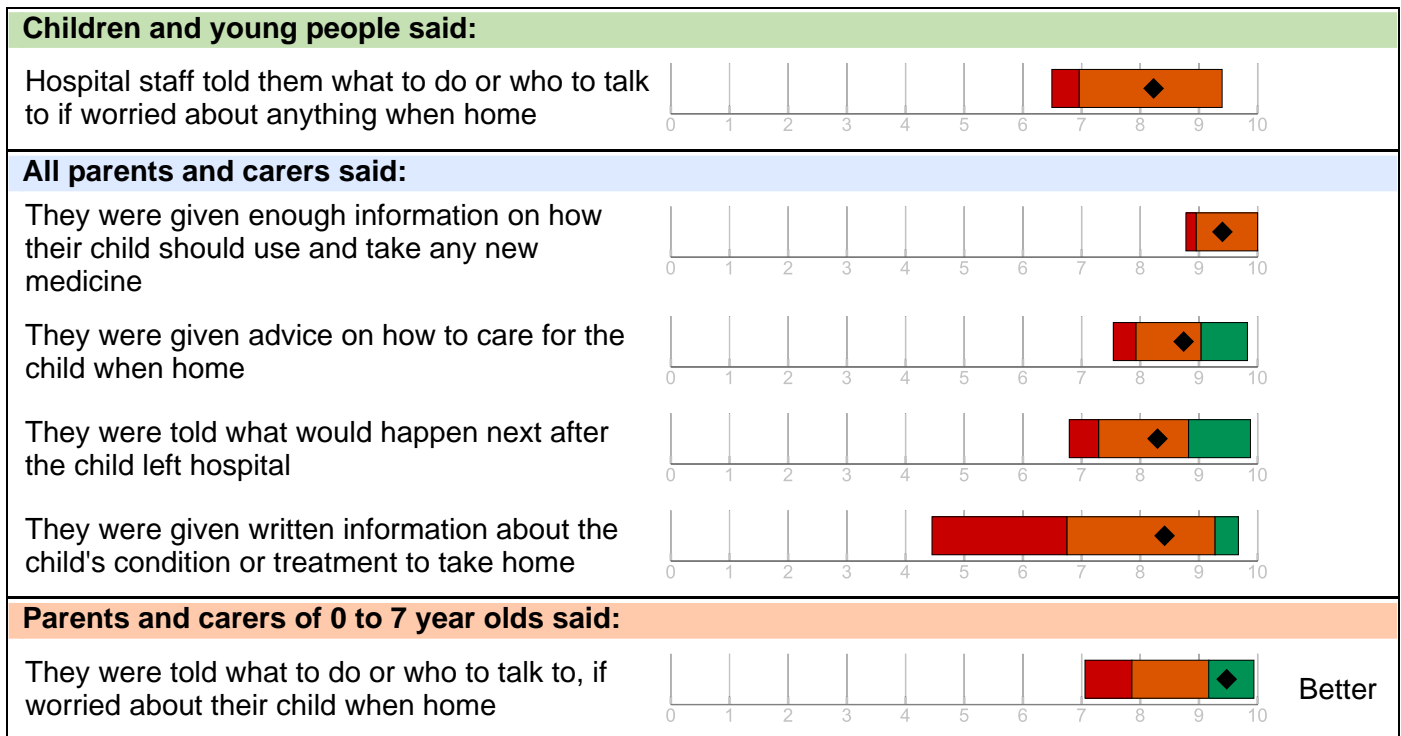 Children and young people said:
Hospital staff told them what to do or who to talk
to if worried about anything when home
0 1 2 3 4 5 6 7 8 9 10
All parents and carers said:
They were given enough information on how
their child should use and take any new
medicine
0 1 2 3 4 5 6 7 8 9 10
They were given advice on how to care for the
child when home
0 1 2 3 4 5 6 7 8 9 10
They were told what would happen next after
the child left hospital
0 1 2 3 4 5 6 7 8 9 10
They were given written information about the
child's condition or treatment to take home
0 1 2 3 4 5 6 7 8 9 10
Parents and carers of 0 to 7 year olds said:
They were told what to do or who to talk to, if
worried about their child when home
Better
0 1 2 3 4 5 6 7 8 9 10